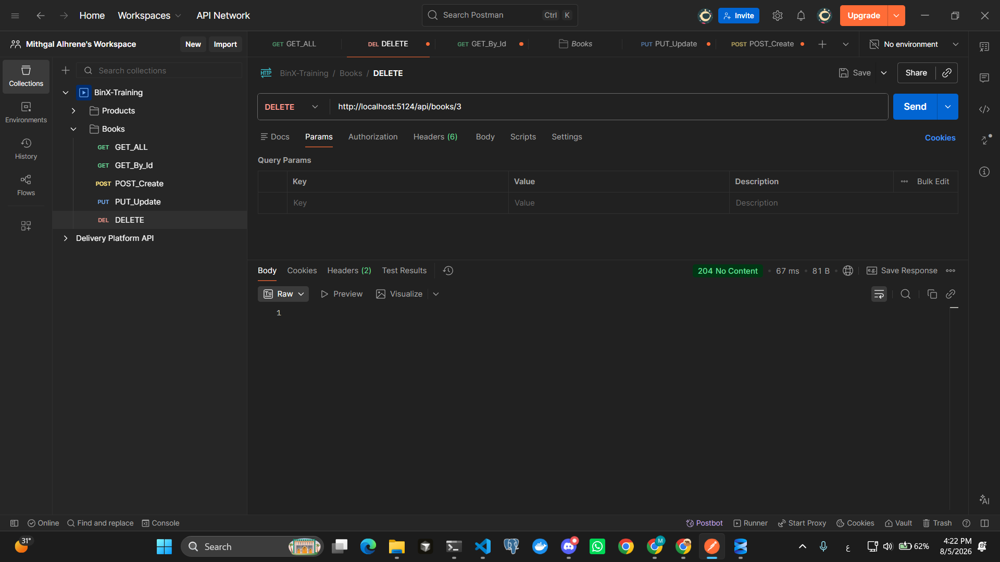 Home Workspaces API Network Search Postman Ctrl K Invite Upgrade
Mithgal Alhrene's Workspace New Import GET GET_ALL DEL DELETE GET GET_By_Id Books PUT PUT_Update POST POST_Create No environment
Collections
Search collections
BinX-Training
Products
Books
GET GET_ALL
GET GET_By_Id
POST POST_Create
PUT PUT_Update
DEL DELETE
Delivery Platform API
Environments
History
Flows
HTTP BinX-Training / Books / DELETE Save Share
DELETE http://localhost:5124/api/books/3 Send
Docs Params Authorization Headers (6) Body Scripts Settings Cookies
Query Params
Key Value Description Bulk Edit
Key Value Description
Body Cookies Headers (2) Test Results 204 No Content 67 ms 81 B e.g. Save Response
Raw Preview Visualize
1
AI
Online Find and replace Console Postbot Runner Start Proxy Cookies Vault Trash
31° Search M ع 62% 4:22 PM
8/5/2026